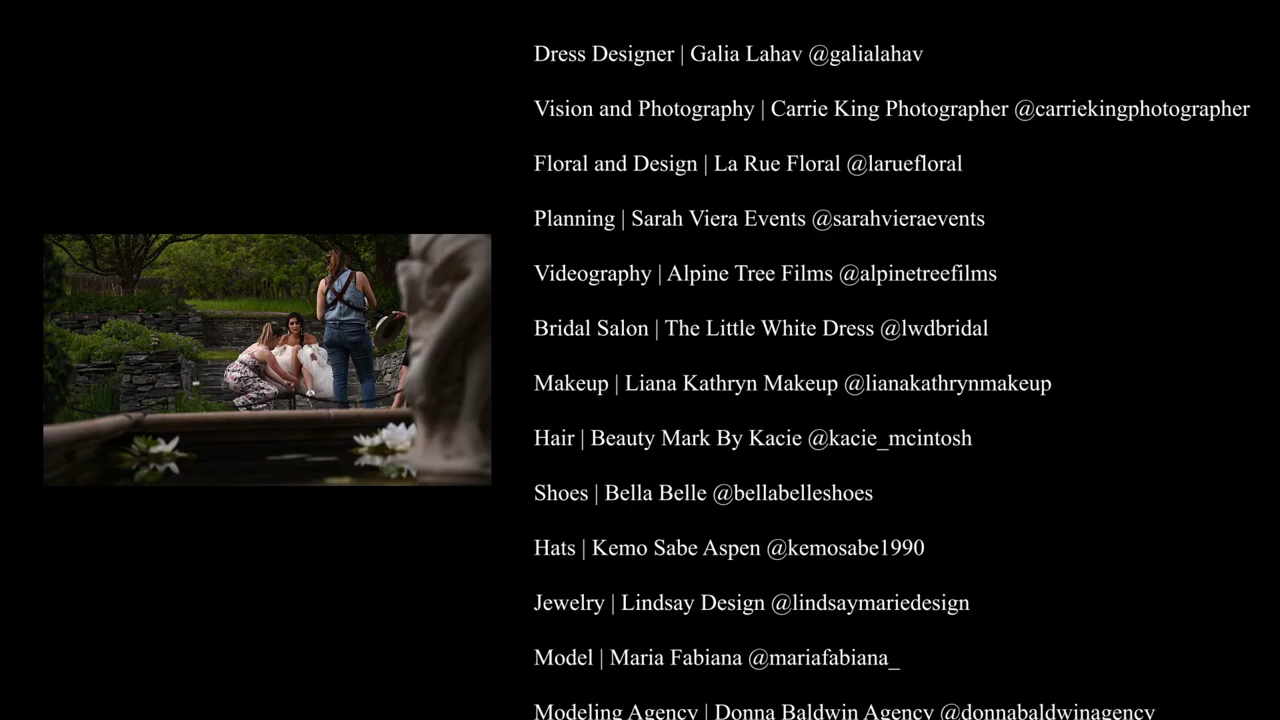 Dress Designer | Galia Lahav @galialahav
Vision and Photography | Carrie King Photographer @carriekingphotographer
Floral and Design | La Rue Floral @laruefloral
Planning | Sarah Viera Events @sarahvieraevents
Videography | Alpine Tree Films @alpinetreefilms
Bridal Salon | The Little White Dress @lwdbridal
Makeup | Liana Kathryn Makeup @lianakathrynmakeup
Hair | Beauty Mark By Kacie @kacie_mcintosh
Shoes | Bella Belle @bellabelleshoes
Hats | Kemo Sabe Aspen @kemosabe1990
Jewelry | Lindsay Design @lindsaymariedesign
Model | Maria Fabiana @mariafabiana_
Modeling Agency | Donna Baldwin Agency @donnabaldwinagency